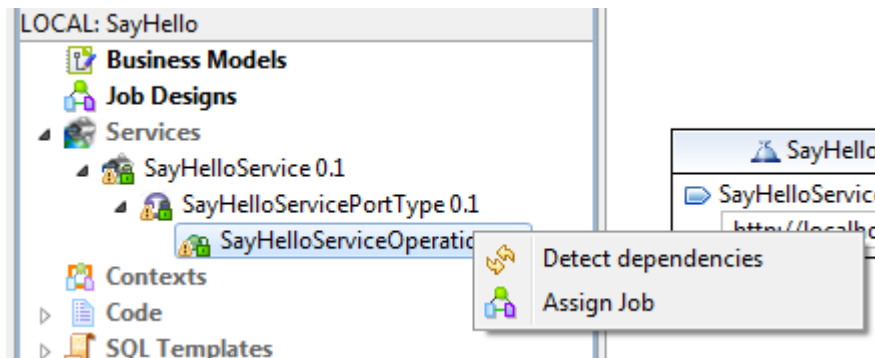 LOCAL: SayHello
Business Models
Job Designs
Services
SayHelloService 0.1
SayHelloServicePortType 0.1
SayHelloServiceOperatio
Contexts
Code
SQL Templates
SayHello
SayHelloService
http://localho
Detect dependencies
Assign Job